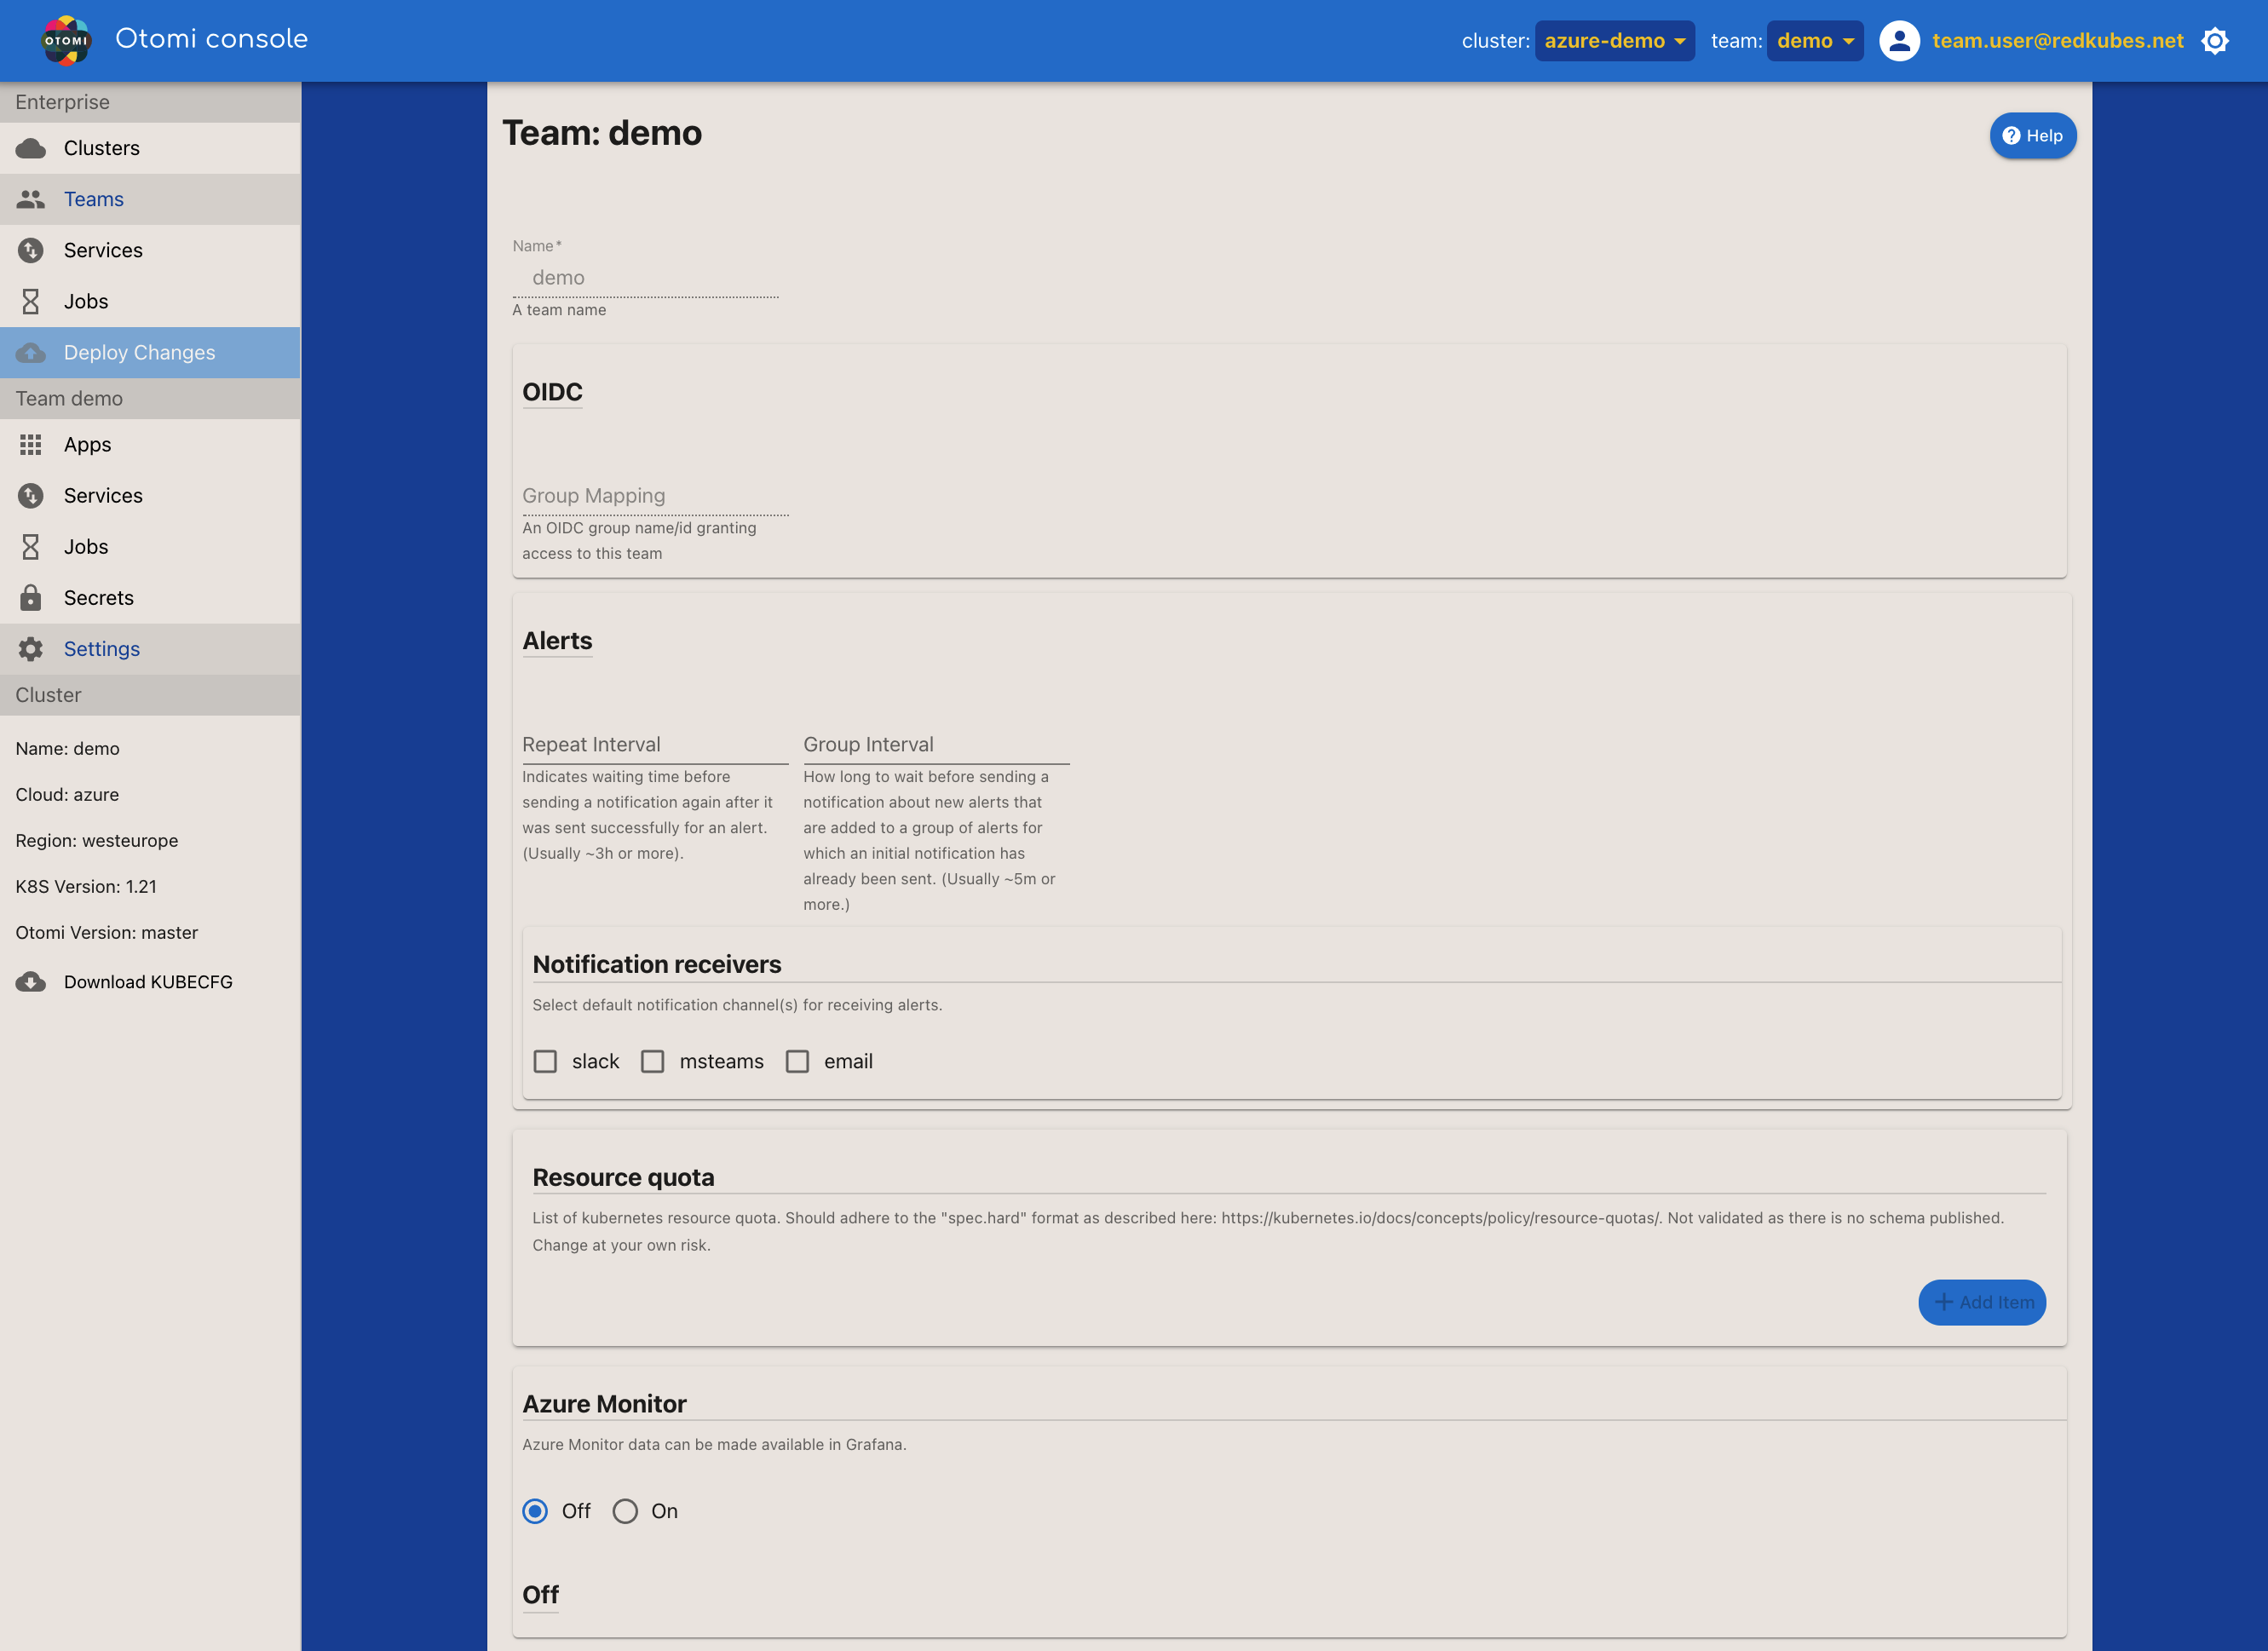 OTOMI
Otomi console
cluster: azure-demo team: demo team.user@redkubes.net
Enterprise
Clusters
Teams
Services
Jobs
Deploy Changes
Team demo
Apps
Services
Jobs
Secrets
Settings
Cluster
Name: demo
Cloud: azure
Region: westeurope
K8S Version: 1.21
Otomi Version: master
Download KUBECFG
Team: demo
Help
Name *
demo
A team name
OIDC
Group Mapping
An OIDC group name/id granting
access to this team
Alerts
Repeat Interval
Indicates waiting time before
sending a notification again after it
was sent successfully for an alert.
(Usually ~3h or more).
Group Interval
How long to wait before sending a
notification about new alerts that
are added to a group of alerts for
which an initial notification has
already been sent. (Usually ~5m or
more.)
Notification receivers
Select default notification channel(s) for receiving alerts.
slack msteams email
Resource quota
List of kubernetes resource quota. Should adhere to the "spec.hard" format as described here: https://kubernetes.io/docs/concepts/policy/resource-quotas/. Not validated as there is no schema published.
Change at your own risk.
Add Item
Azure Monitor
Azure Monitor data can be made available in Grafana.
Off On
Off